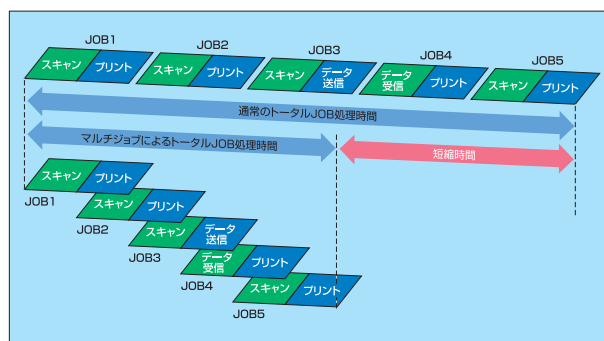 JOB1
JOB2
JOB3
JOB4
JOB5
スキャン
プリント
スキャン
プリント
スキャン
データ
送信
データ
受信
プリント
スキャン
プリント
通常のトータルJOB処理時間
マルチジョブによるトータルJOB処理時間
短縮時間
スキャン
プリント
JOB1
スキャン
プリント
JOB2
スキャン
データ
送信
JOB3
データ
受信
プリント
JOB4
スキャン
プリント
JOB5